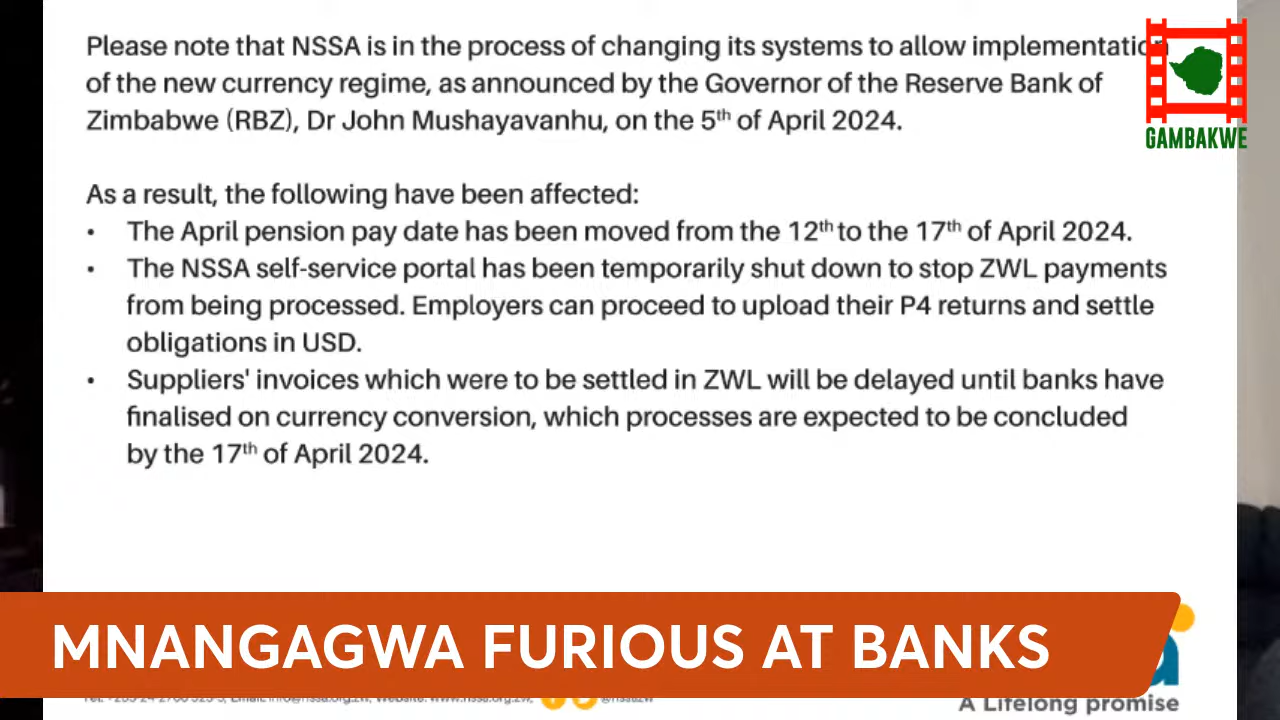 Please note that NSSA is in the process of changing its systems to allow implementation
of the new currency regime, as announced by the Governor of the Reserve Bank of
Zimbabwe (RBZ), Dr John Mushayavanhu, on the 5th of April 2024.
GAMBAKWE
As a result, the following have been affected:
• The April pension pay date has been moved from the 12th to the 17th of April 2024.
• The NSSA self-service portal has been temporarily shut down to stop ZWL payments
from being processed. Employers can proceed to upload their P4 returns and settle
obligations in USD.
• Suppliers' invoices which were to be settled in ZWL will be delayed until banks have
finalised on currency conversion, which processes are expected to be concluded
by the 17th of April 2024.
MNANGAGWA FURIOUS AT BANKS
A Lifelong promise